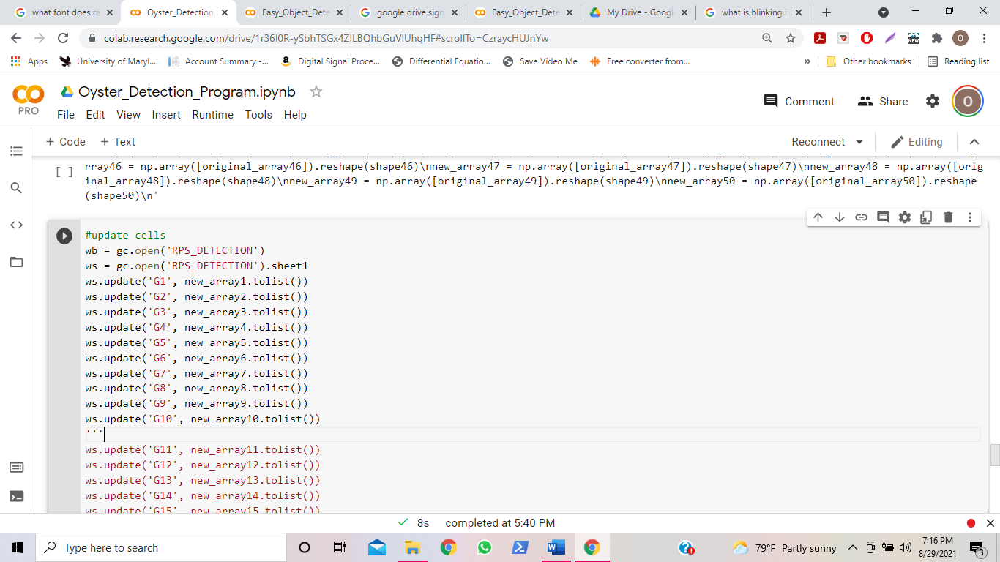 what font does ra
Oyster_Detection
Easy_Object_Dete
google drive sign
Easy_Object_Dete
My Drive - Googl
what is blinking i
colab.research.google.com/drive/1r36I0R-ySbhTSGx4ZILBQhbGuVlUhqHF#scrollTo=CzraycHUJnYw
NEW
O
Apps
University of Maryl...
Account Summary -...
Digital Signal Proce...
Differential Equatio...
Save Video Me
Free converter from...
»
Other bookmarks
Reading list
PRO
Oyster_Detection_Program.ipynb
File Edit View Insert Runtime Tools Help
Comment
Share
O
+ Code + Text
Reconnect
Editing
[ ]
rray46 = np.array([original_array46]).reshape(shape46)\nnew_array47 = np.array([original_array47]).reshape(shape47)\nnew_array48 = np.array([orig
inal_array48]).reshape(shape48)\nnew_array49 = np.array([original_array49]).reshape(shape49)\nnew_array50 = np.array([original_array50]).reshape
(shape50)\n'
#update cells
wb = gc.open('RPS_DETECTION')
ws = gc.open('RPS_DETECTION').sheet1
ws.update('G1', new_array1.tolist())
ws.update('G2', new_array2.tolist())
ws.update('G3', new_array3.tolist())
ws.update('G4', new_array4.tolist())
ws.update('G5', new_array5.tolist())
ws.update('G6', new_array6.tolist())
ws.update('G7', new_array7.tolist())
ws.update('G8', new_array8.tolist())
ws.update('G9', new_array9.tolist())
ws.update('G10', new_array10.tolist())
'''
ws.update('G11', new_array11.tolist())
ws.update('G12', new_array12.tolist())
ws.update('G13', new_array13.tolist())
ws.update('G14', new_array14.tolist())
ws.update('G15', new_array15.tolist())
8s completed at 5:40 PM
Type here to search
79°F Partly sunny
7:16 PM
8/29/2021
3